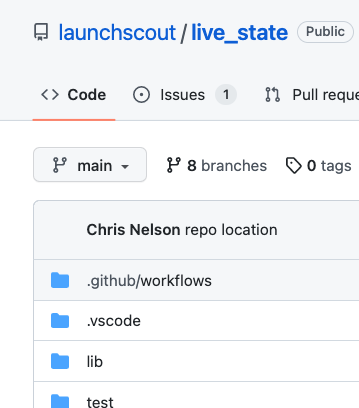 launchscout / live_state Public
Code Issues 1 Pull reque
main 8 branches 0 tags
Chris Nelson repo location
.github/workflows
.vscode
lib
test